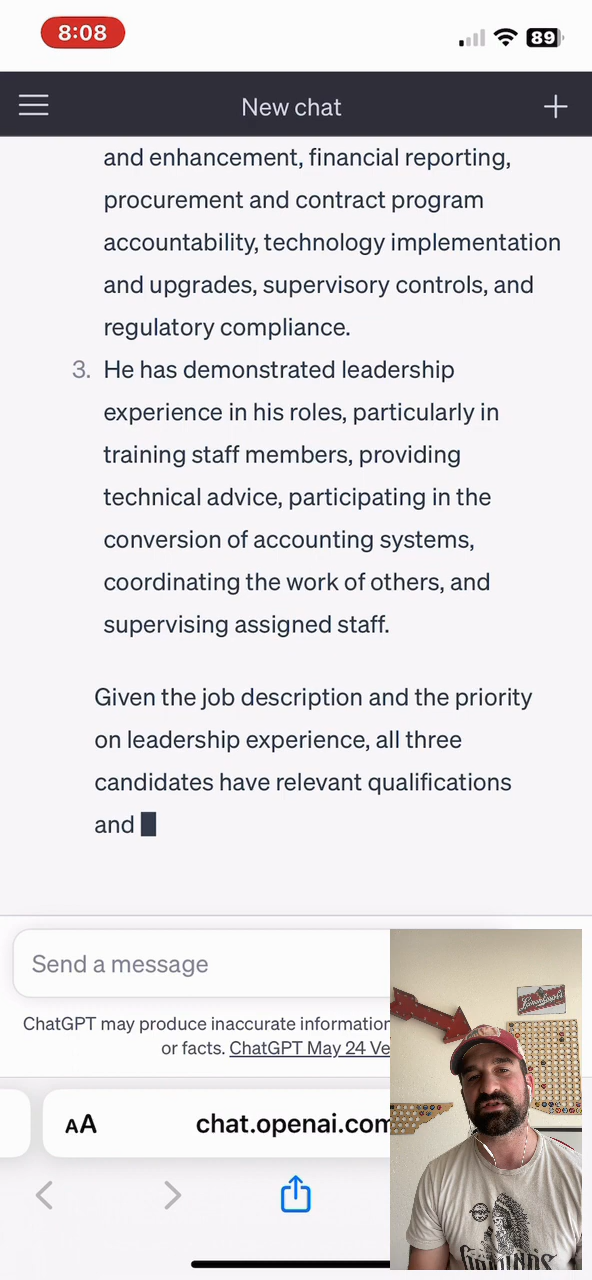 8:08
89
New chat
and enhancement, financial reporting,
procurement and contract program
accountability, technology implementation
and upgrades, supervisory controls, and
regulatory compliance.
3. He has demonstrated leadership
experience in his roles, particularly in
training staff members, providing
technical advice, participating in the
conversion of accounting systems,
coordinating the work of others, and
supervising assigned staff.
Given the job description and the priority
on leadership experience, all three
candidates have relevant qualifications
and
Send a message
ChatGPT may produce inaccurate information
or facts. ChatGPT May 24 Ve
Leinenkugel's
AA
chat.openai.com